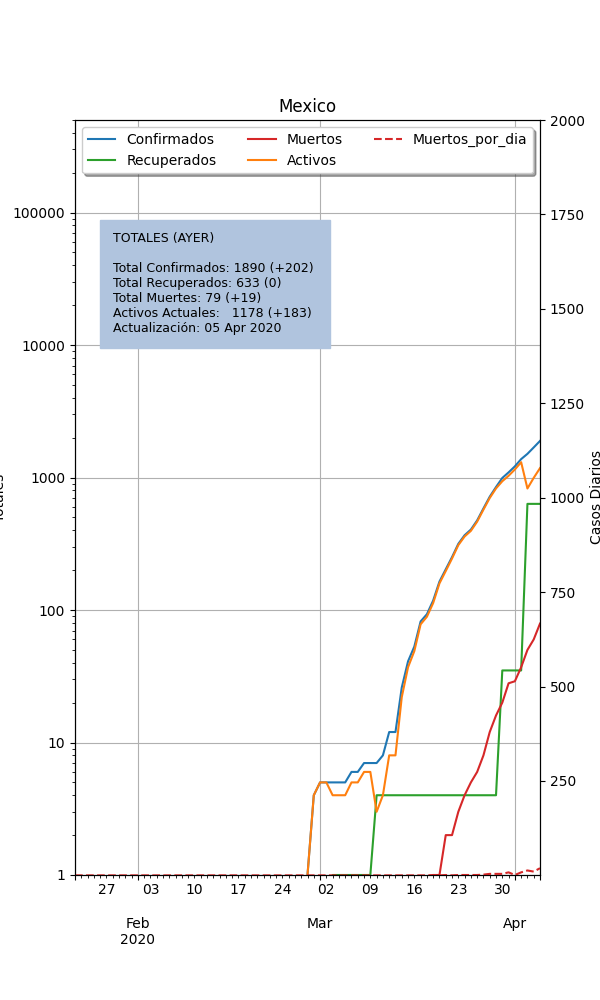 Mexico
Confirmados
Recuperados
Muertos
Activos
Muertos_por_dia
TOTALES (AYER)
Total Confirmados: 1890 (+202)
Total Recuperados: 633 (0)
Total Muertes: 79 (+19)
Activos Actuales:   1178 (+183)
Actualización: 05 Apr 2020
100000
10000
1000
100
10
1
Totales
2000
1750
1500
1250
1000
750
500
250
Casos Diarios
27 03 10 17 24 02 09 16 23 30
Feb Mar Apr
2020